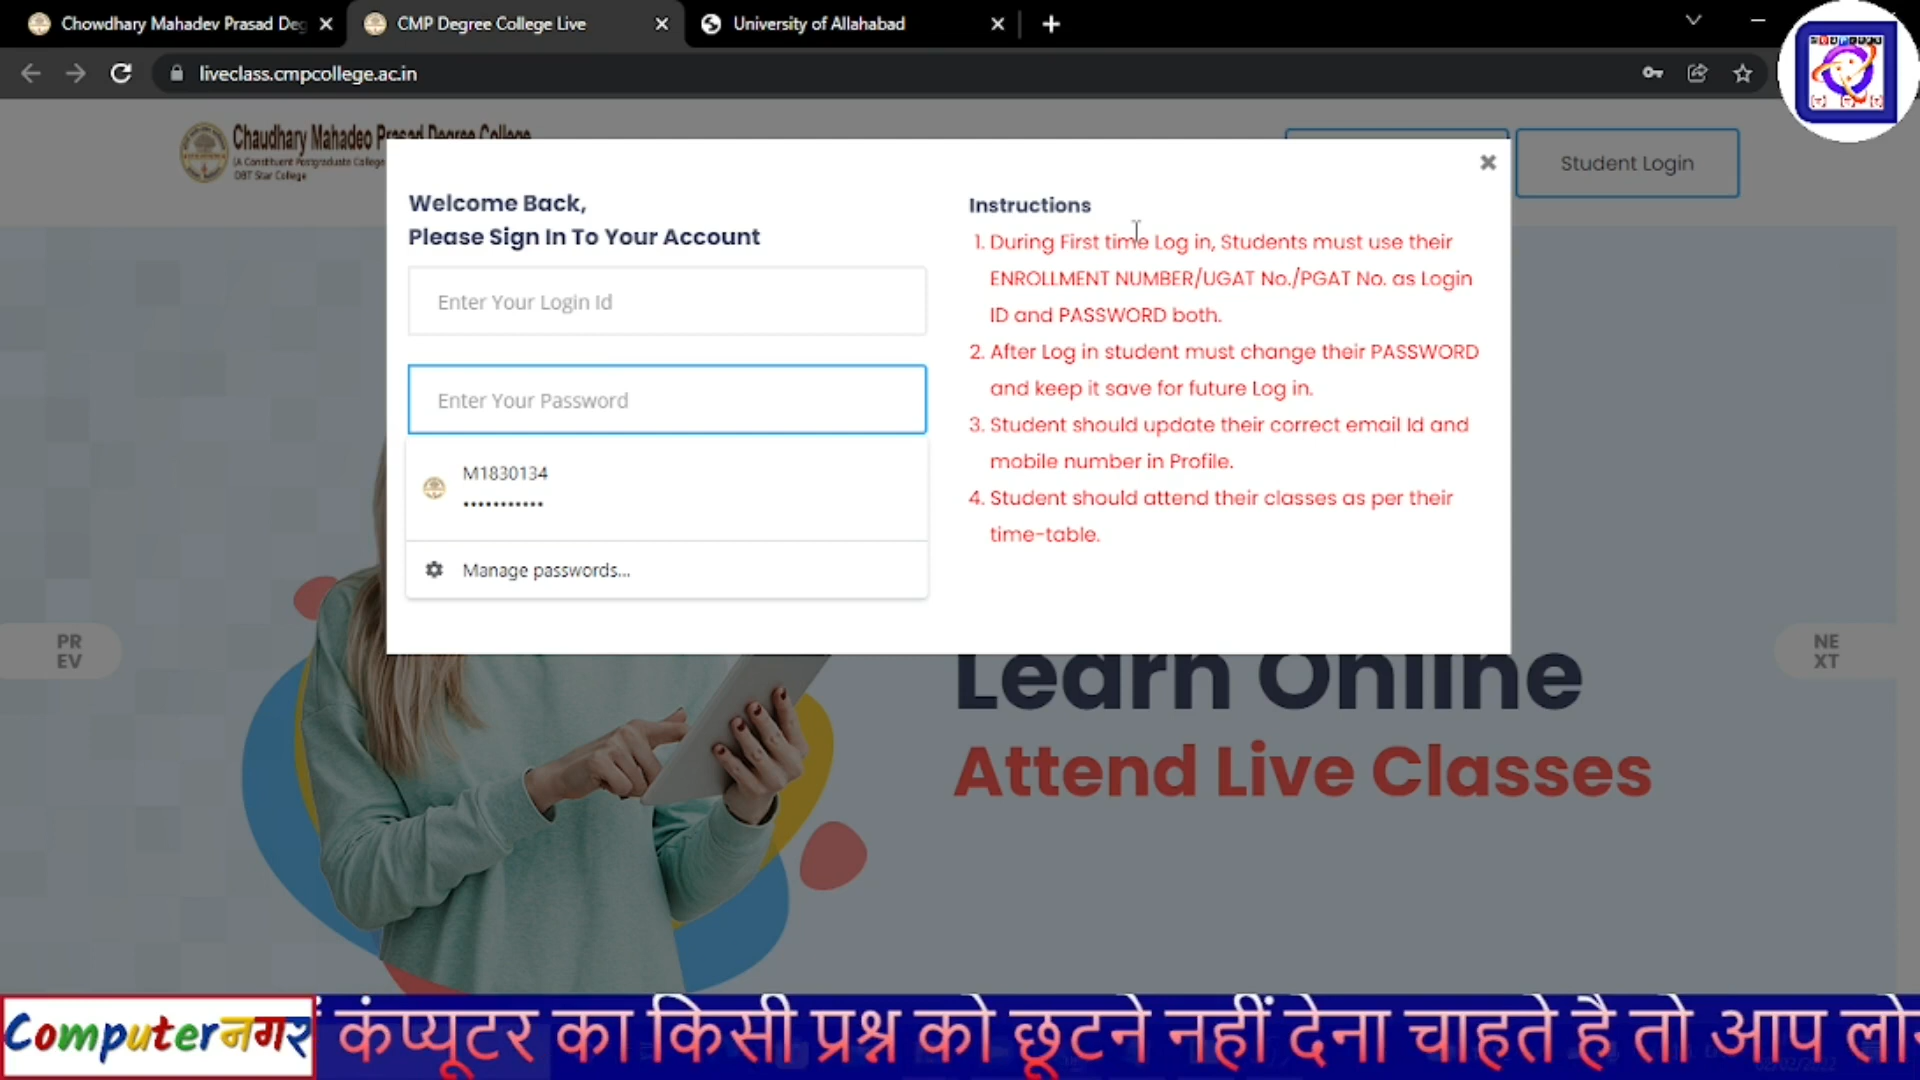 Chowdhary Mahadev Prasad Deg
CMP Degree College Live
University of Allahabad
liveclass.cmpcollege.ac.in
Chaudhary Mahadeo Prasad Degree College
(A Constituent Postgraduate College
DBT Star College
Student Login
Welcome Back,
Please Sign In To Your Account
Enter Your Login Id
Enter Your Password
M1830134
•••••••••••
Manage passwords...
Instructions
1. During First time Log in, Students must use their
ENROLLMENT NUMBER/UGAT No./PGAT No. as Login
ID and PASSWORD both.
2. After Log in student must change their PASSWORD
and keep it save for future Log in.
3. Student should update their correct email Id and
mobile number in Profile.
4. Student should attend their classes as per their
time-table.
PR
EV
NE
XT
Learn Online
Attend Live Classes
Computerनगर
कंप्यूटर का किसी प्रश्न को छूटने नहीं देना चाहते है तो आप लो